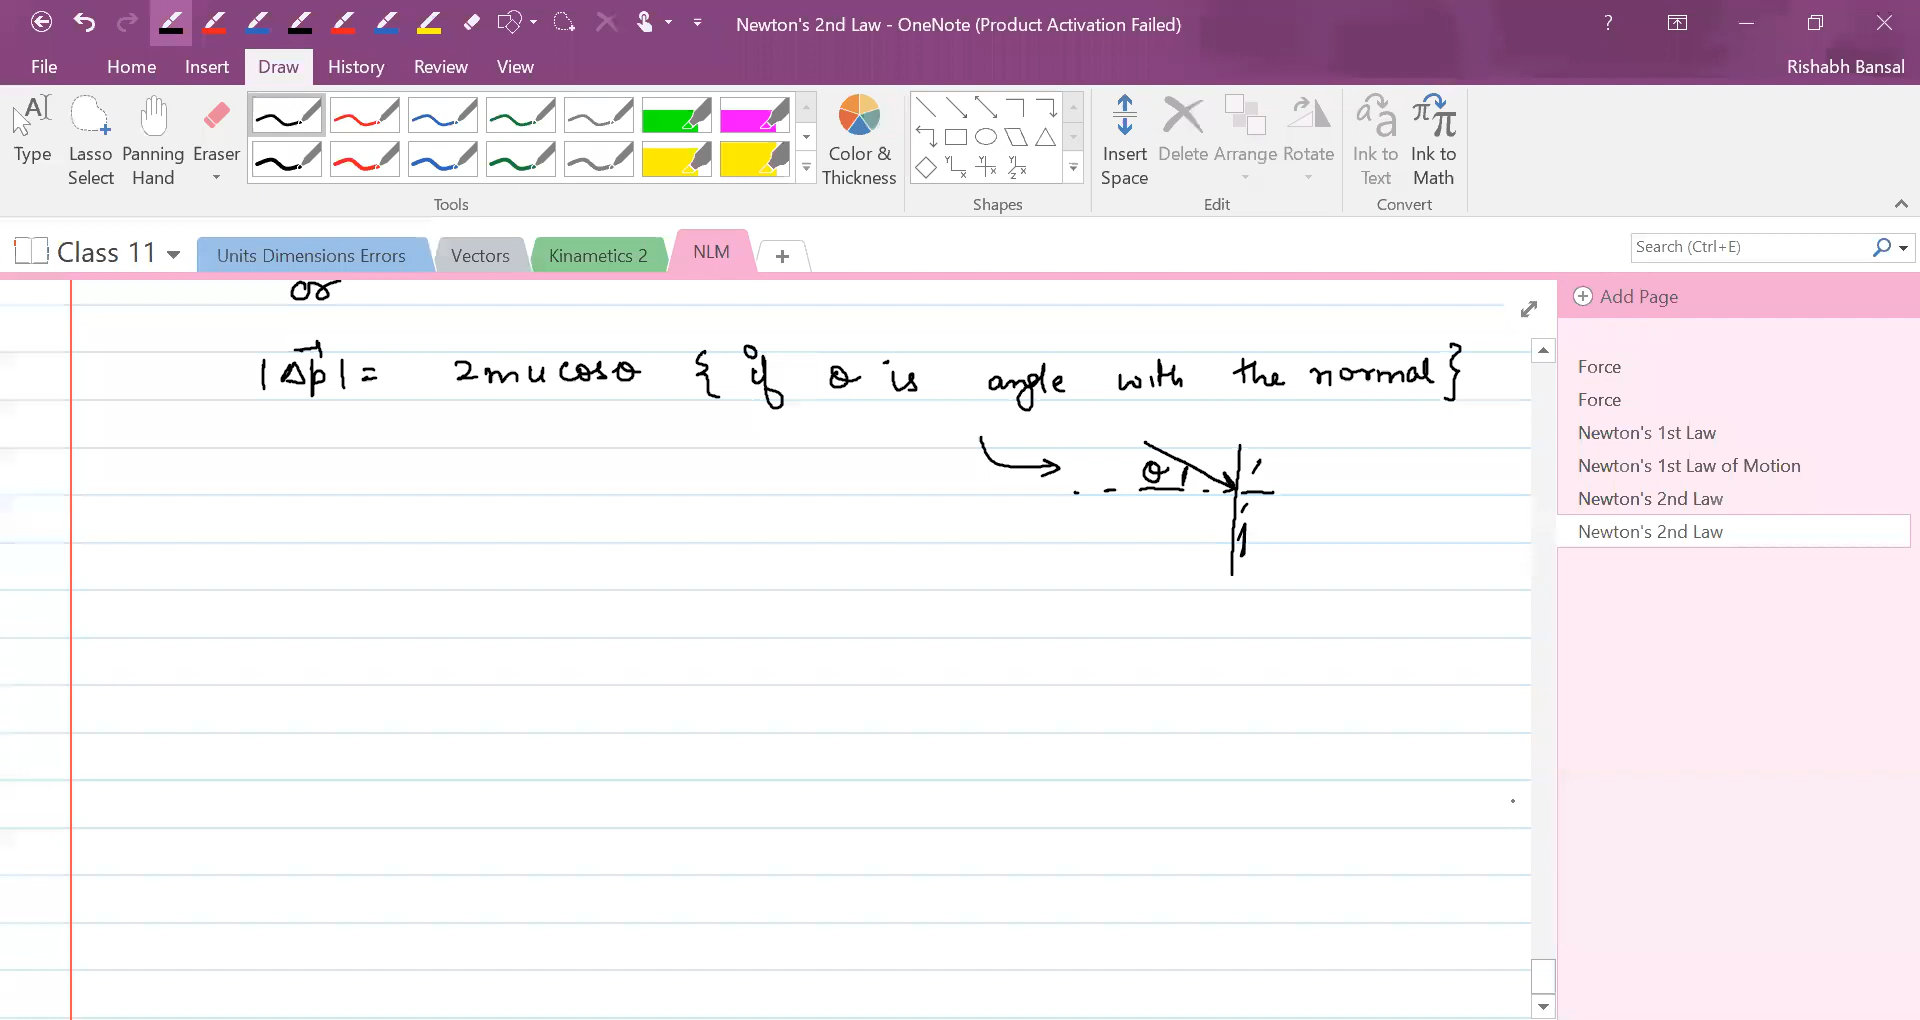 Newton's 2nd Law - OneNote (Product Activation Failed)
?
File Home Insert Draw History Review View
Rishabh Bansal
Type
Lasso Select
Panning Hand
Eraser
Color & Thickness
Insert Space
Delete
Arrange
Rotate
Ink to Text
Ink to Math
Tools
Shapes
Edit
Convert
Class 11
Units Dimensions Errors
Vectors
Kinametics 2
NLM
+
Search (Ctrl+E)
Add Page
Force
Force
Newton's 1st Law
Newton's 1st Law of Motion
Newton's 2nd Law
Newton's 2nd Law
or
|Δp⃗| = 2mu cosθ { if θ is angle with the normal}
θ